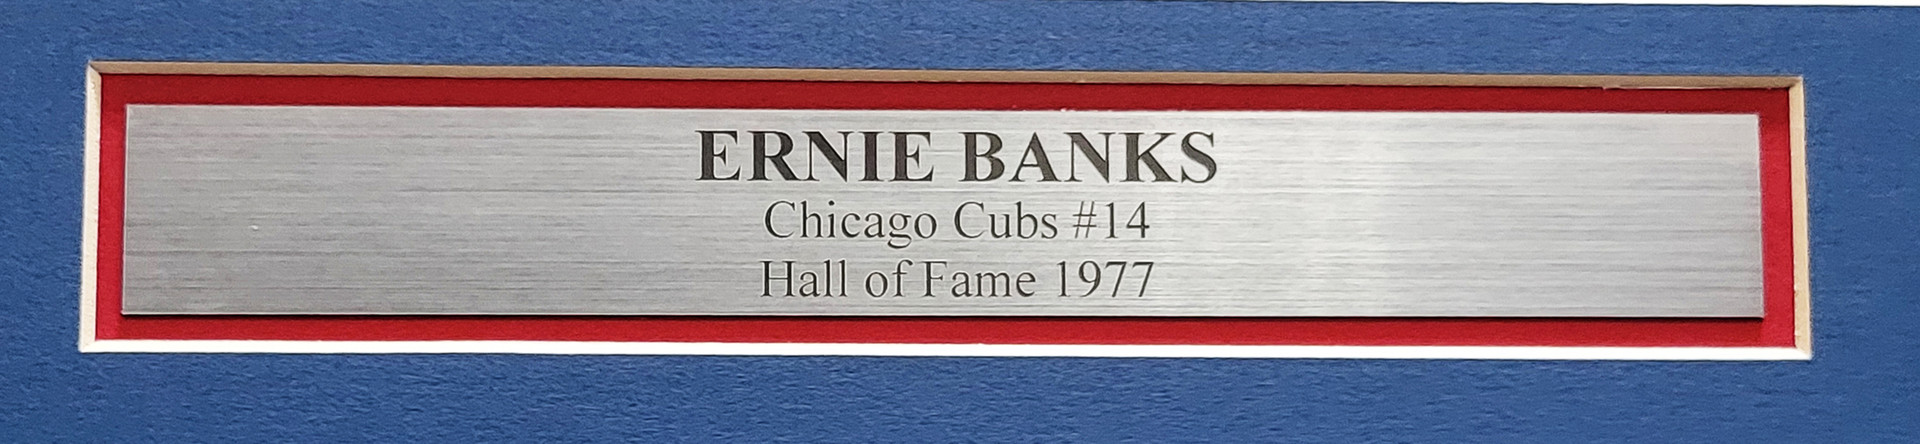 ERNIE BANKS
Chicago Cubs #14
Hall of Fame 1977